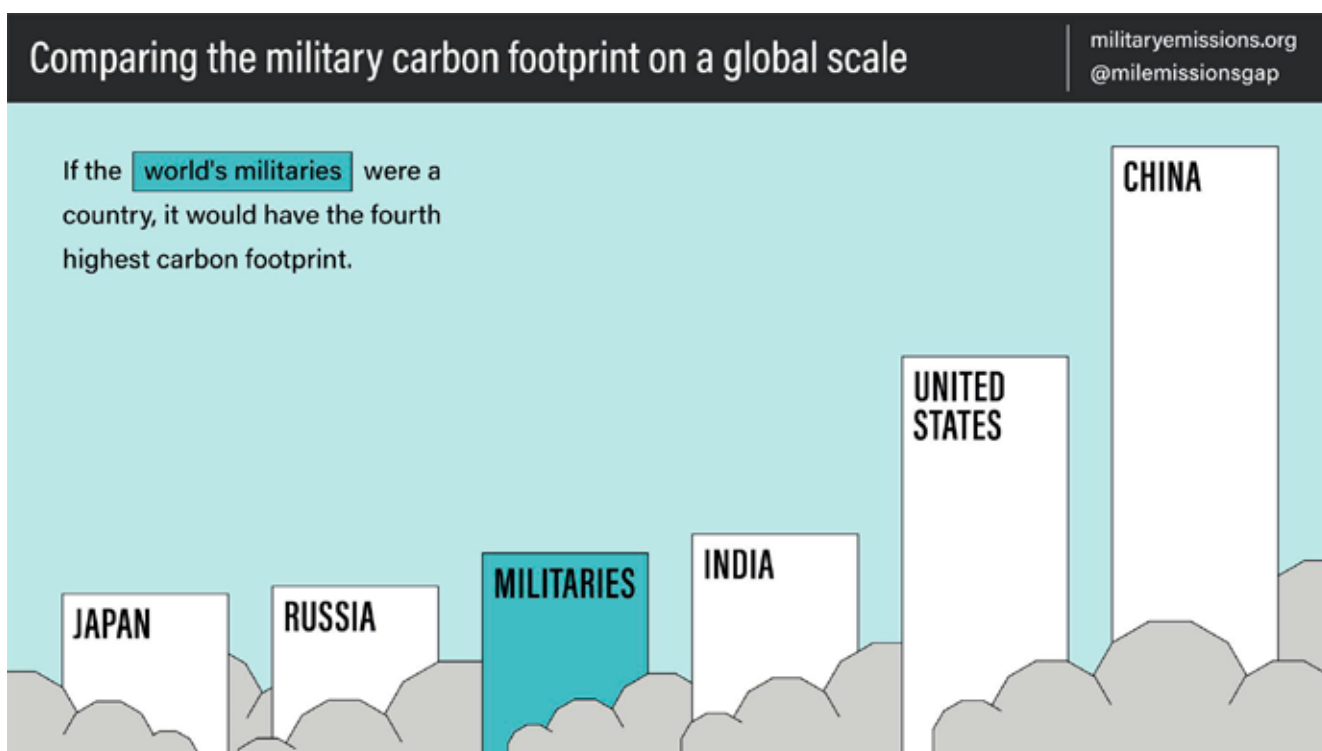 Comparing the military carbon footprint on a global scale
militaryemissions.org
@milemissionsgap
If the world's militaries were a
country, it would have the fourth
highest carbon footprint.
CHINA
UNITED
STATES
INDIA
MILITARIES
RUSSIA
JAPAN